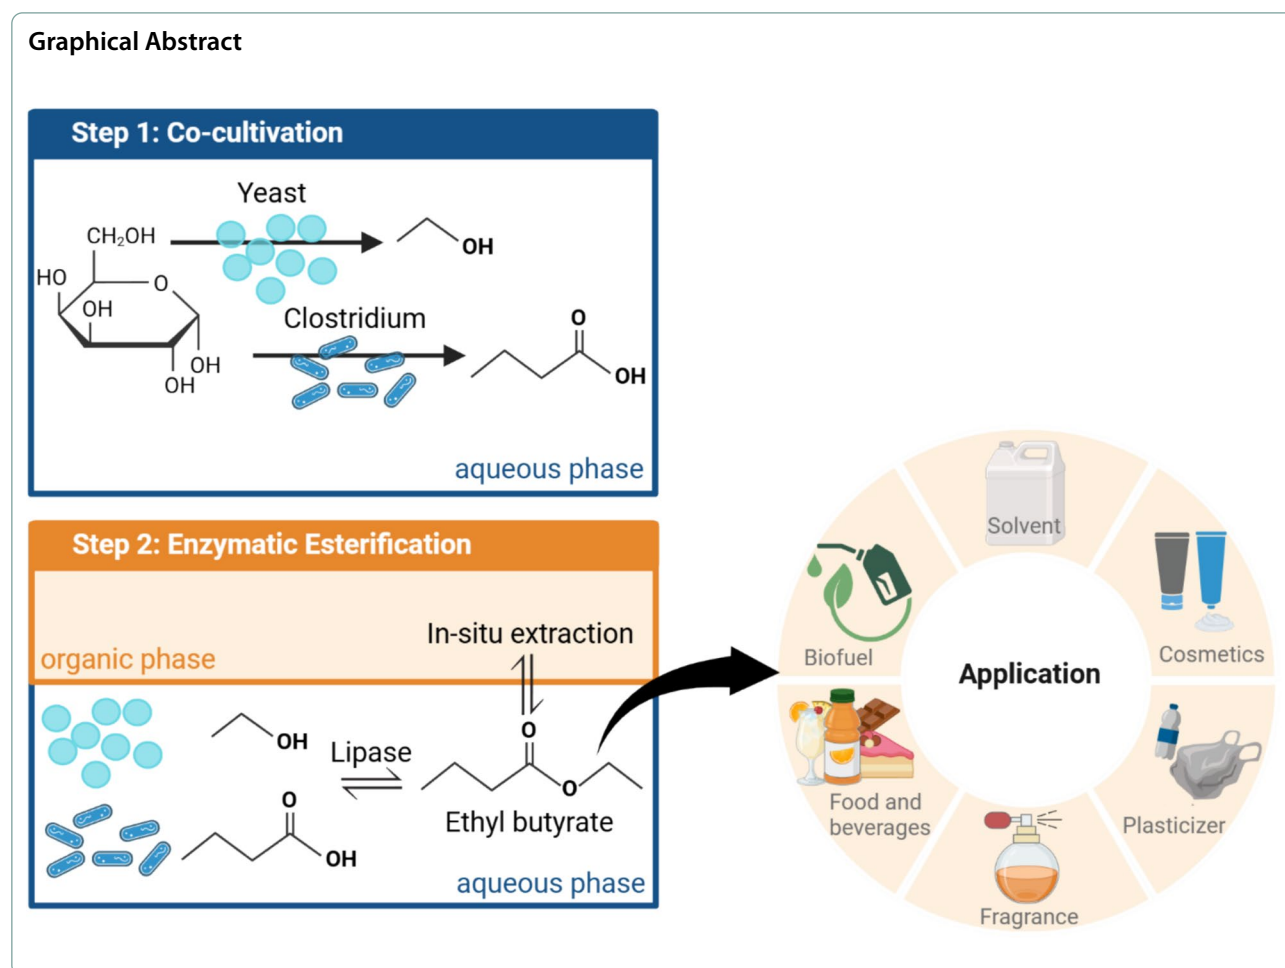 Graphical Abstract
Step 1: Co-cultivation
Yeast
CH₂OH
OH
HO
O
OH
Clostridium
O
OH
OH
OH
aqueous phase
Step 2: Enzymatic Esterification
In-situ extraction
organic phase
O
OH
Lipase
O
O
Ethyl butyrate
OH
aqueous phase
Solvent
Biofuel
Cosmetics
Application
Food and
beverages
Plasticizer
Fragrance